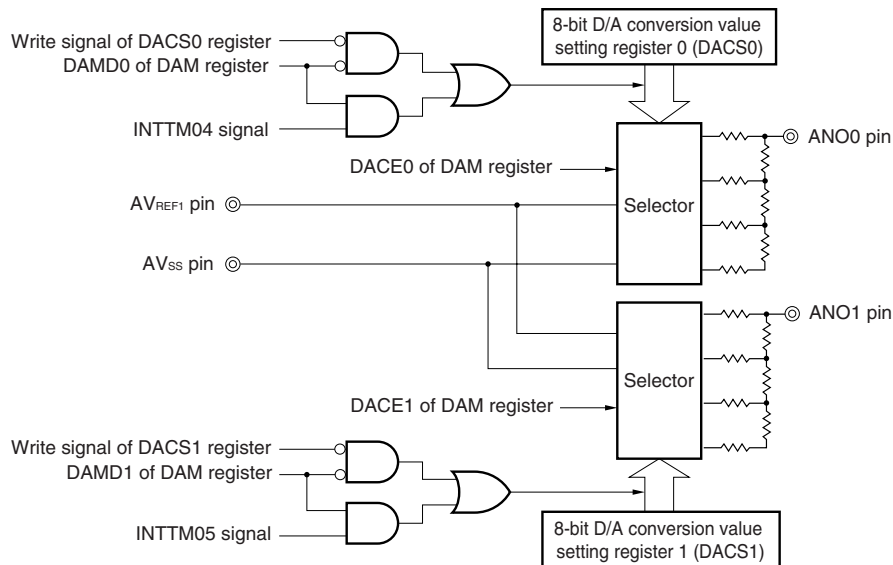 8-bit D/A conversion value
setting register 0 (DACS0)
Write signal of DACS0 register
DAMD0 of DAM register
INTTM04 signal
ANO0 pin
DACE0 of DAM register
AVREF1 pin
Selector
AVSS pin
ANO1 pin
Selector
DACE1 of DAM register
Write signal of DACS1 register
DAMD1 of DAM register
INTTM05 signal
8-bit D/A conversion value
setting register 1 (DACS1)